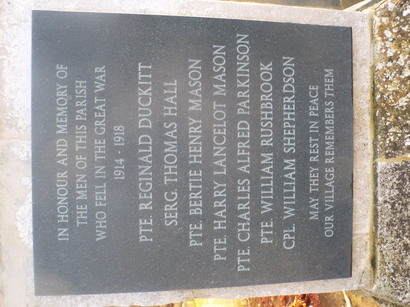 IN HONOUR AND MEMORY OF
THE MEN OF THIS PARISH
WHO FELL IN THE GREAT WAR
1914 - 1918
PTE. REGINALD DUCKITT
SERG. THOMAS HALL
PTE. BERTIE HENRY MASON
PTE. HARRY LANCELOT MASON
PTE. CHARLES ALFRED PARKINSON
PTE. WILLIAM RUSHBROOK
CPL. WILLIAM SHEPHERDSON
MAY THEY REST IN PEACE
OUR VILLAGE REMEMBERS THEM